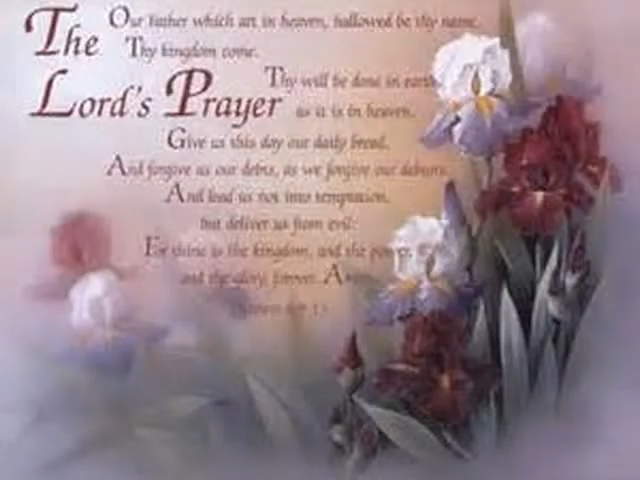 The Lord's Prayer
Our father which art in heaven, hallowed be thy name.
Thy kingdom come.
Thy will be done in earth
as it is in heaven.
Give us this day our daily bread.
And forgive us our debts, as we forgive our debtors.
And lead us not into temptation,
but deliver us from evil:
For thine is the kingdom, and the power,
and the glory, forever.